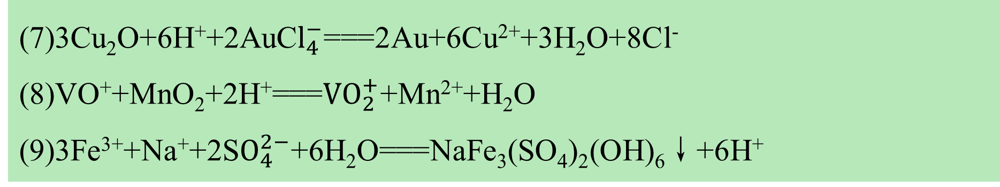 (7)3Cu₂O+6H⁺+2AuCl₄⁻===2Au+6Cu²⁺+3H₂O+8Cl⁻
(8)VO⁺+MnO₂+2H⁺===VO₂⁺+Mn²⁺+H₂O
(9)3Fe³⁺+Na⁺+2SO₄²⁻+6H₂O===NaFe₃(SO₄)₂(OH)₆↓+6H⁺